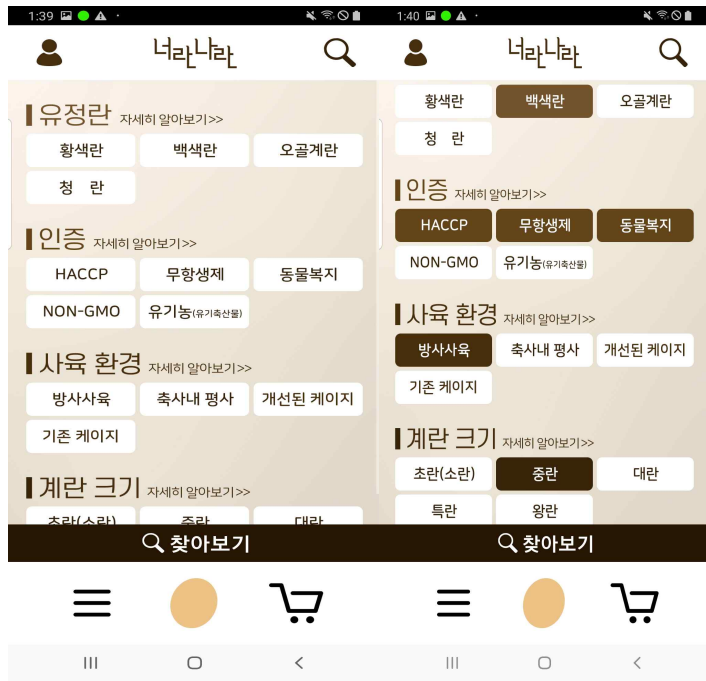 1:39
너란나란
유정란 자세히 알아보기>>
황색란 백색란 오골계란
청 란
인증 자세히 알아보기>>
HACCP 무항생제 동물복지
NON-GMO 유기농(유기축산물)
사육 환경 자세히 알아보기>>
방사사육 축사내 평사 개선된 케이지
기존 케이지
계란 크기 자세히 알아보기>>
초란(소란) 중란 대란
찾아보기
1:40
너란나란
황색란 백색란 오골계란
청 란
인증 자세히 알아보기>>
HACCP 무항생제 동물복지
NON-GMO 유기농(유기축산물)
사육 환경 자세히 알아보기>>
방사사육 축사내 평사 개선된 케이지
기존 케이지
계란 크기 자세히 알아보기>>
초란(소란) 중란 대란
특란 왕란
찾아보기